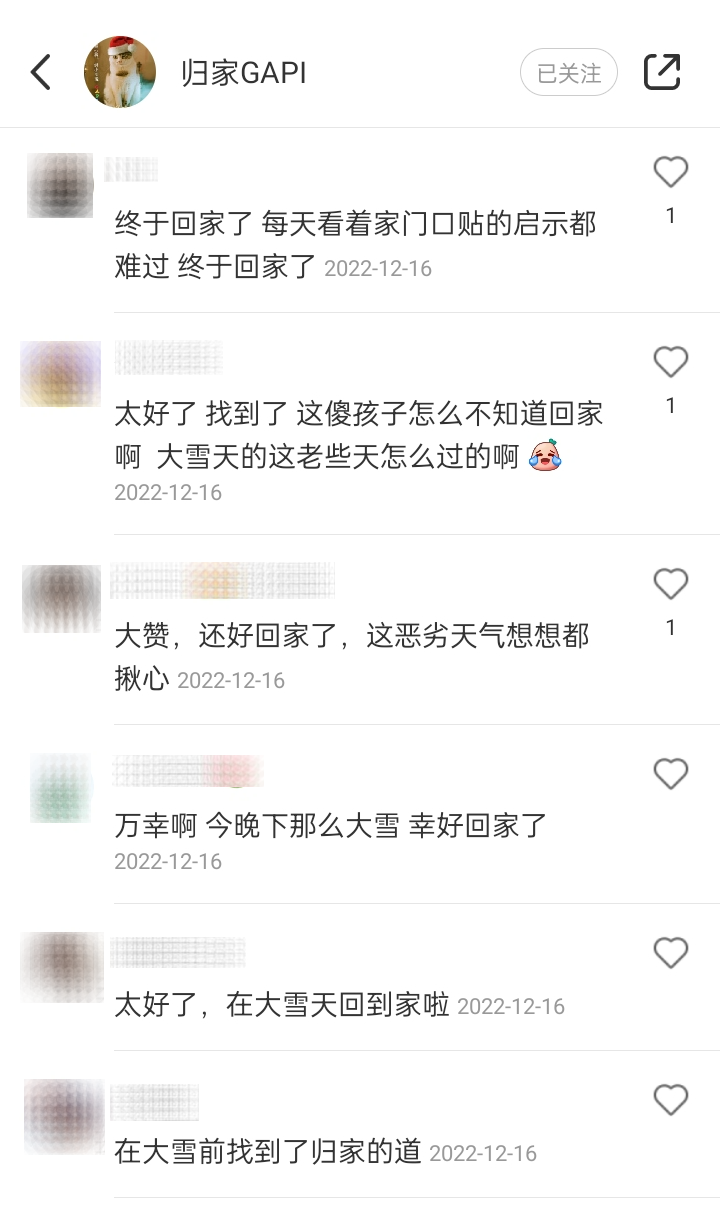 归家GAPI
已关注
终于回家了 每天看着家门口贴的启示都
1
难过 终于回家了 2022-12-16
太好了 找到了 这傻孩子怎么不知道回家
1
啊 大雪天的这老些天怎么过的啊
2022-12-16
大赞，还好回家了，这恶劣天气想想都
1
揪心 2022-12-16
万幸啊 今晚下那么大雪 幸好回家了
2022-12-16
太好了，在大雪天回到家啦 2022-12-16
在大雪前找到了归家的道 2022-12-16